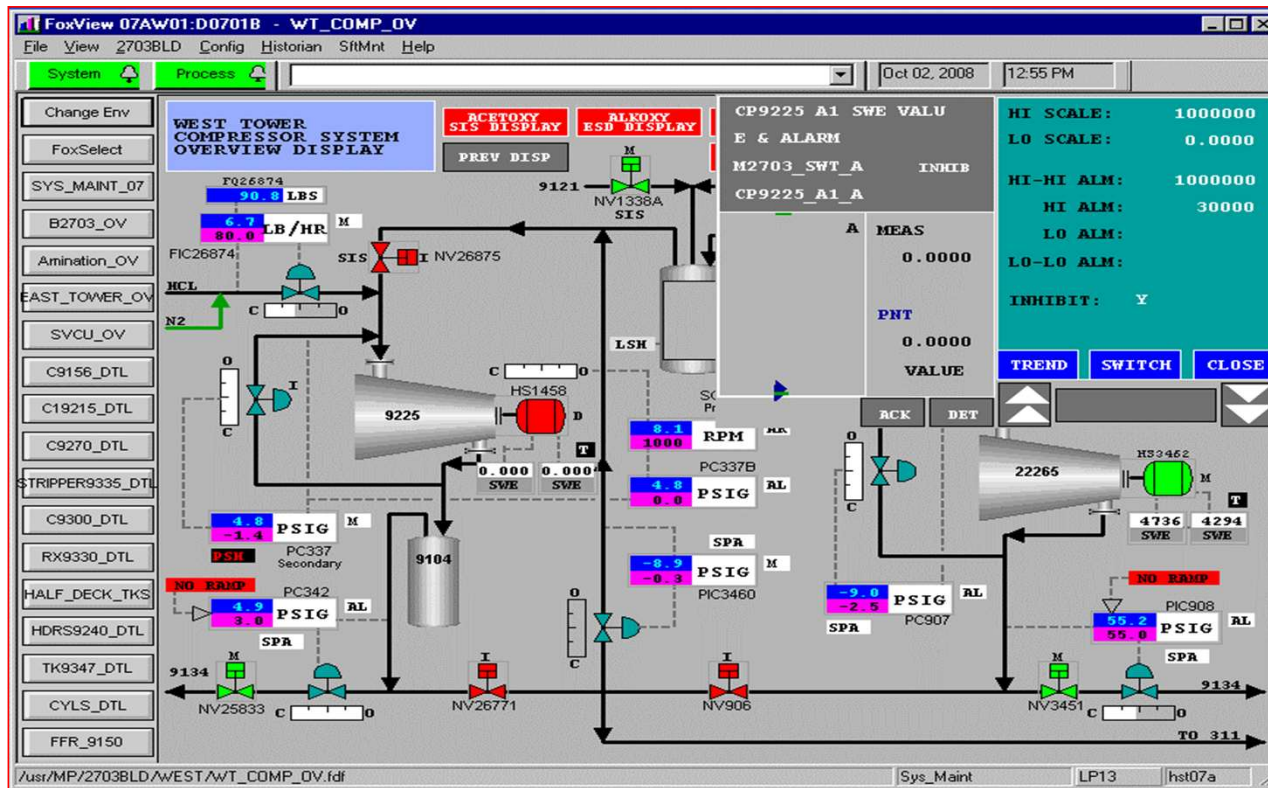 FoxView 07AW01:D0701B - WT_COMP_OV
File View 2703BLD Config Historian SftMnt Help
System Process Oct 02, 2008 12:55 PM
Change Env
FoxSelect
SYS_MAINT_07
B2703_OV
Amination_OV
EAST_TOWER_OV
SVCU_OV
C9156_DTL
C19215_DTL
C9270_DTL
STRIPPER9335_DTL
C9300_DTL
RX9330_DTL
HALF_DECK_TKS
HDRS9240_DTL
TK9347_DTL
CYLS_DTL
FFR_9150
WEST TOWER
COMPRESSOR SYSTEM
OVERVIEW DISPLAY
ACETOXY
SIS DISPLAY
ALKOXY
ESD DISPLAY
PREV DISP
M
9121
NV1338A
SIS
FQ26874
90.8 LBS
6.7
80.0
LB/HR
M
FIC26874
SIS
I
NV26875
HCL
N2
C
O
O
I
C
9225
HS1458
D
C
O
LSH
T
0.000
SWE
0.000
SWE
8.1
1000
RPM
PC337B
4.8
0.0
PSIG
AL
4.8
-1.4
PSIG
M
PSH
PC337
Secondary
9104
SPA
-8.9
-0.3
PSIG
M
PIC3460
NO RAMP
PC342
4.9
3.0
PSIG
AL
SPA
O
C
9134
M
NV25833
C
O
I
NV26771
I
NV906
CP9225 A1 SWE VALU
E & ALARM
M2703_SWT_A INHIB
CP9225_A1_A
A
MEAS
0.0000
PNT
0.0000
VALUE
ACK DET
HI SCALE: 1000000
LO SCALE: 0.0000
HI-HI ALM: 1000000
HI ALM: 30000
LO ALM:
LO-LO ALM:
INHIBIT: Y
TREND SWITCH CLOSE
O
C
22265
HS3462
M
T
4736
SWE
4294
SWE
-9.0
-2.5
PSIG
AL
SPA
PC907
NO RAMP
PIC908
55.2
55.0
PSIG
AL
SPA
M
NV3451
C
O
9134
TO 311
/usr/MP/2703BLD/WEST/WT_COMP_OV.fdf Sys_Maint LP13 hst07a